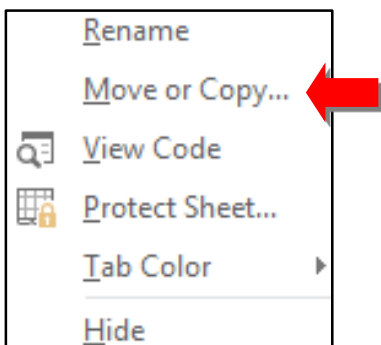 Rename
Move or Copy...
View Code
Protect Sheet...
Tab Color
Hide